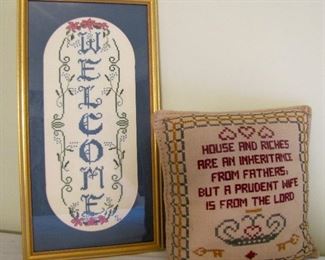 WELCOME
HOUSE AND RICHES
ARE AN INHERITANCE
FROM FATHERS;
BUT A PRUDENT WIFE
IS FROM THE LORD